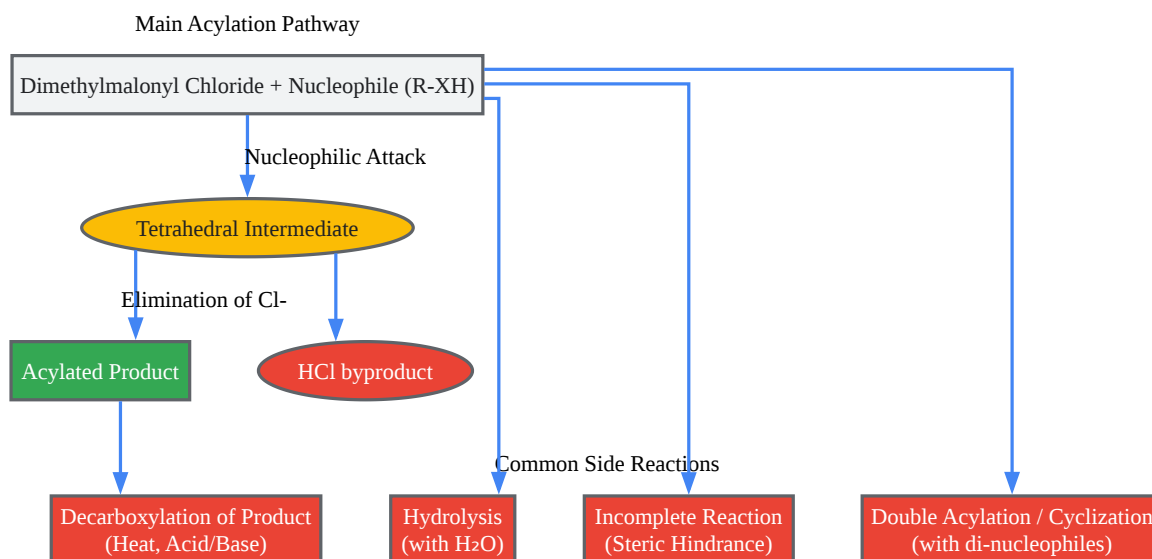 Main Acylation Pathway
Dimethylmalonyl Chloride + Nucleophile (R-XH)
Nucleophilic Attack
Tetrahedral Intermediate
Elimination of Cl-
Acylated Product
HCl byproduct
Common Side Reactions
Decarboxylation of Product
(Heat, Acid/Base)
Hydrolysis
(with H₂O)
Incomplete Reaction
(Steric Hindrance)
Double Acylation / Cyclization
(with di-nucleophiles)